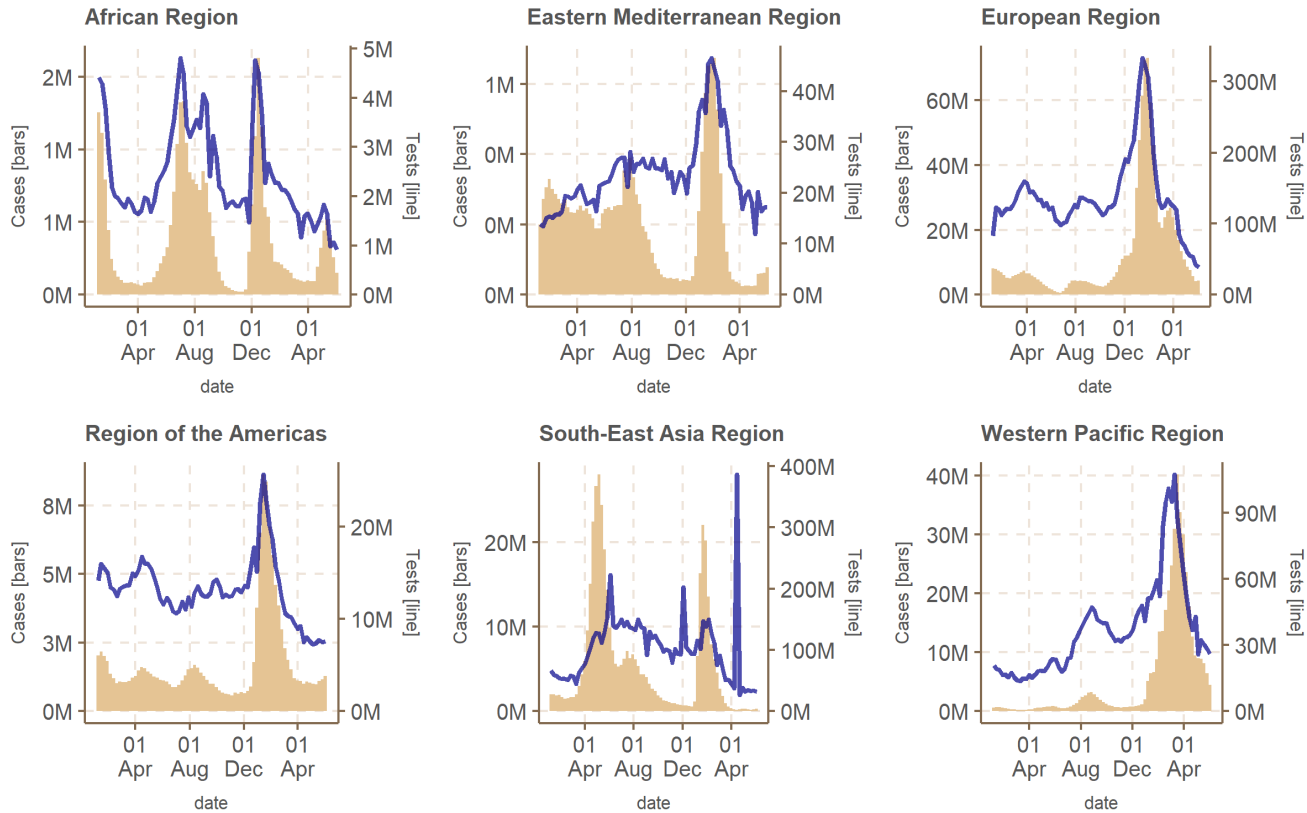 African Region
Cases [bars]
2M
1M
1M
0M
5M
4M
3M
2M
1M
0M
Tests [line]
01 Apr
01 Aug
01 Dec
01 Apr
date
Eastern Mediterranean Region
Cases [bars]
1M
0M
0M
0M
40M
30M
20M
10M
0M
Tests [line]
01 Apr
01 Aug
01 Dec
01 Apr
date
European Region
Cases [bars]
60M
40M
20M
0M
300M
200M
100M
0M
Tests [line]
01 Apr
01 Aug
01 Dec
01 Apr
date
Region of the Americas
Cases [bars]
8M
5M
3M
0M
20M
10M
0M
Tests [line]
01 Apr
01 Aug
01 Dec
01 Apr
date
South-East Asia Region
Cases [bars]
20M
10M
0M
400M
300M
200M
100M
0M
Tests [line]
01 Apr
01 Aug
01 Dec
01 Apr
date
Western Pacific Region
Cases [bars]
40M
30M
20M
10M
0M
90M
60M
30M
0M
Tests [line]
01 Apr
01 Aug
01 Dec
01 Apr
date